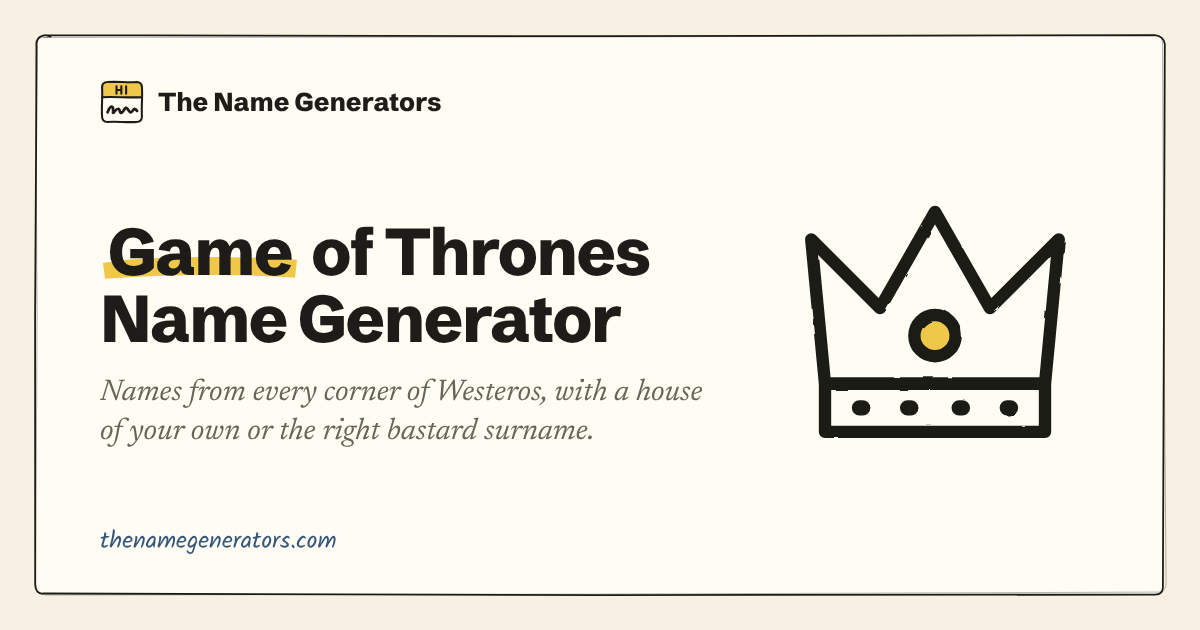 HI
The Name Generators
Game of Thrones
Name Generator
Names from every corner of Westeros, with a house
of your own or the right bastard surname.
thenamegenerators.com